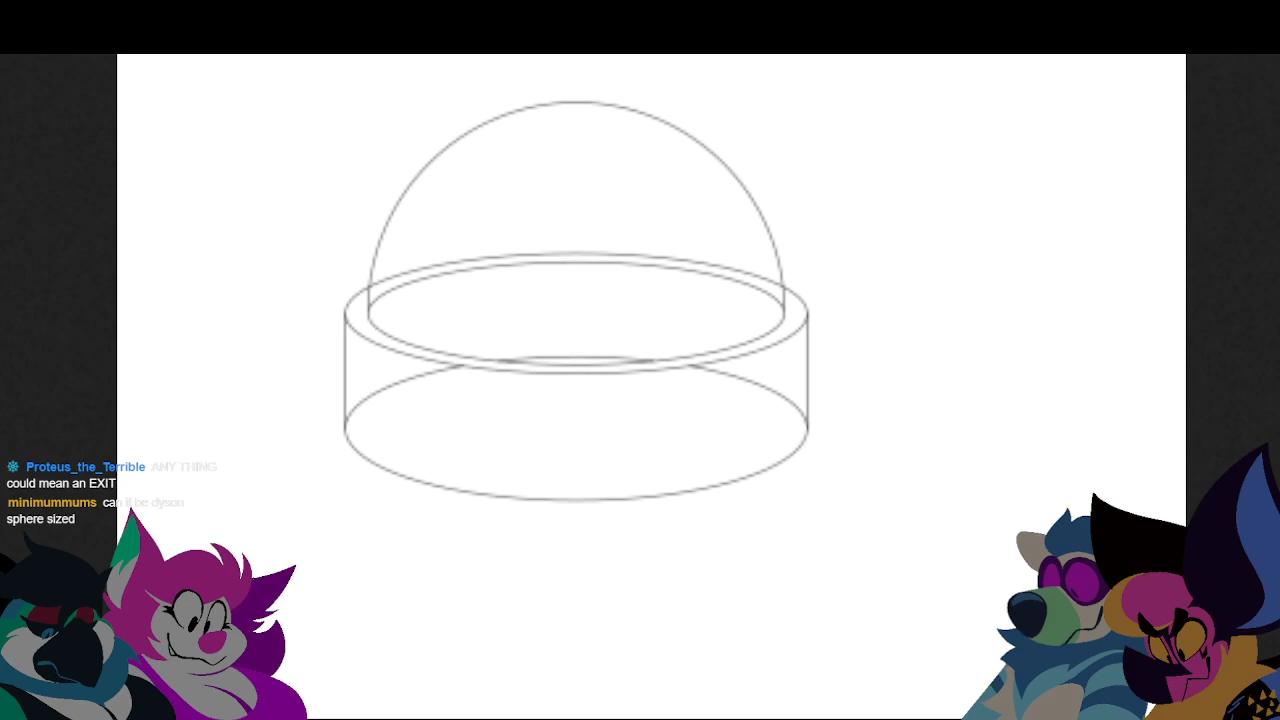 Proteus_the_Terrible ANY THING
could mean an EXIT
minimummums can it be dyson
sphere sized